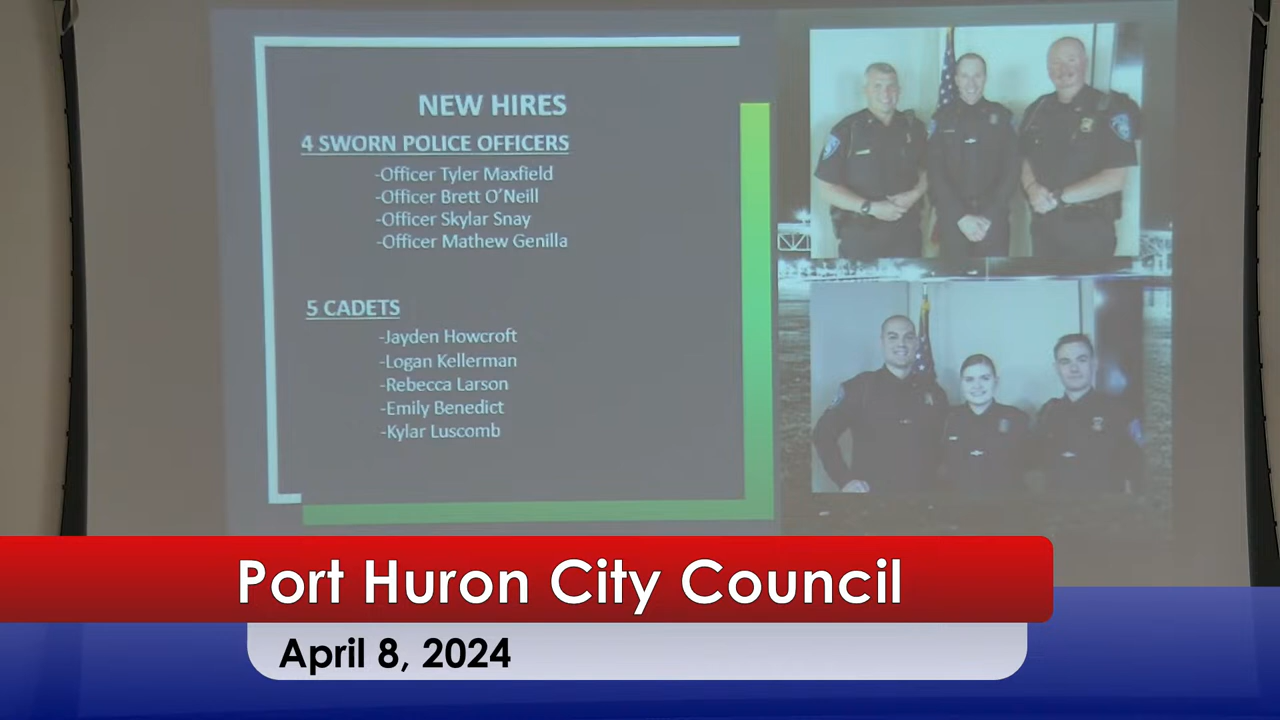 NEW HIRES
4 SWORN POLICE OFFICERS
-Officer Tyler Maxfield
-Officer Brett O'Neill
-Officer Skylar Snay
-Officer Mathew Genilla
5 CADETS
-Jayden Howcroft
-Logan Kellerman
-Rebecca Larson
-Emily Benedict
-Kylar Luscomb
Port Huron City Council
April 8, 2024